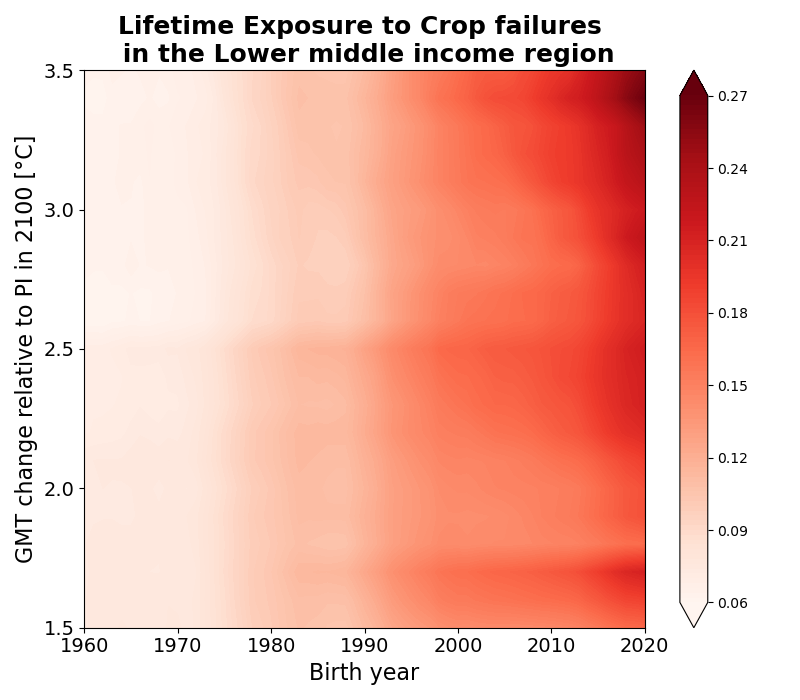 Lifetime Exposure to Crop failures
in the Lower middle income region
GMT change relative to PI in 2100 [°C]
3.5
3.0
2.5
2.0
1.5
1960 1970 1980 1990 2000 2010 2020
Birth year
0.27
0.24
0.21
0.18
0.15
0.12
0.09
0.06